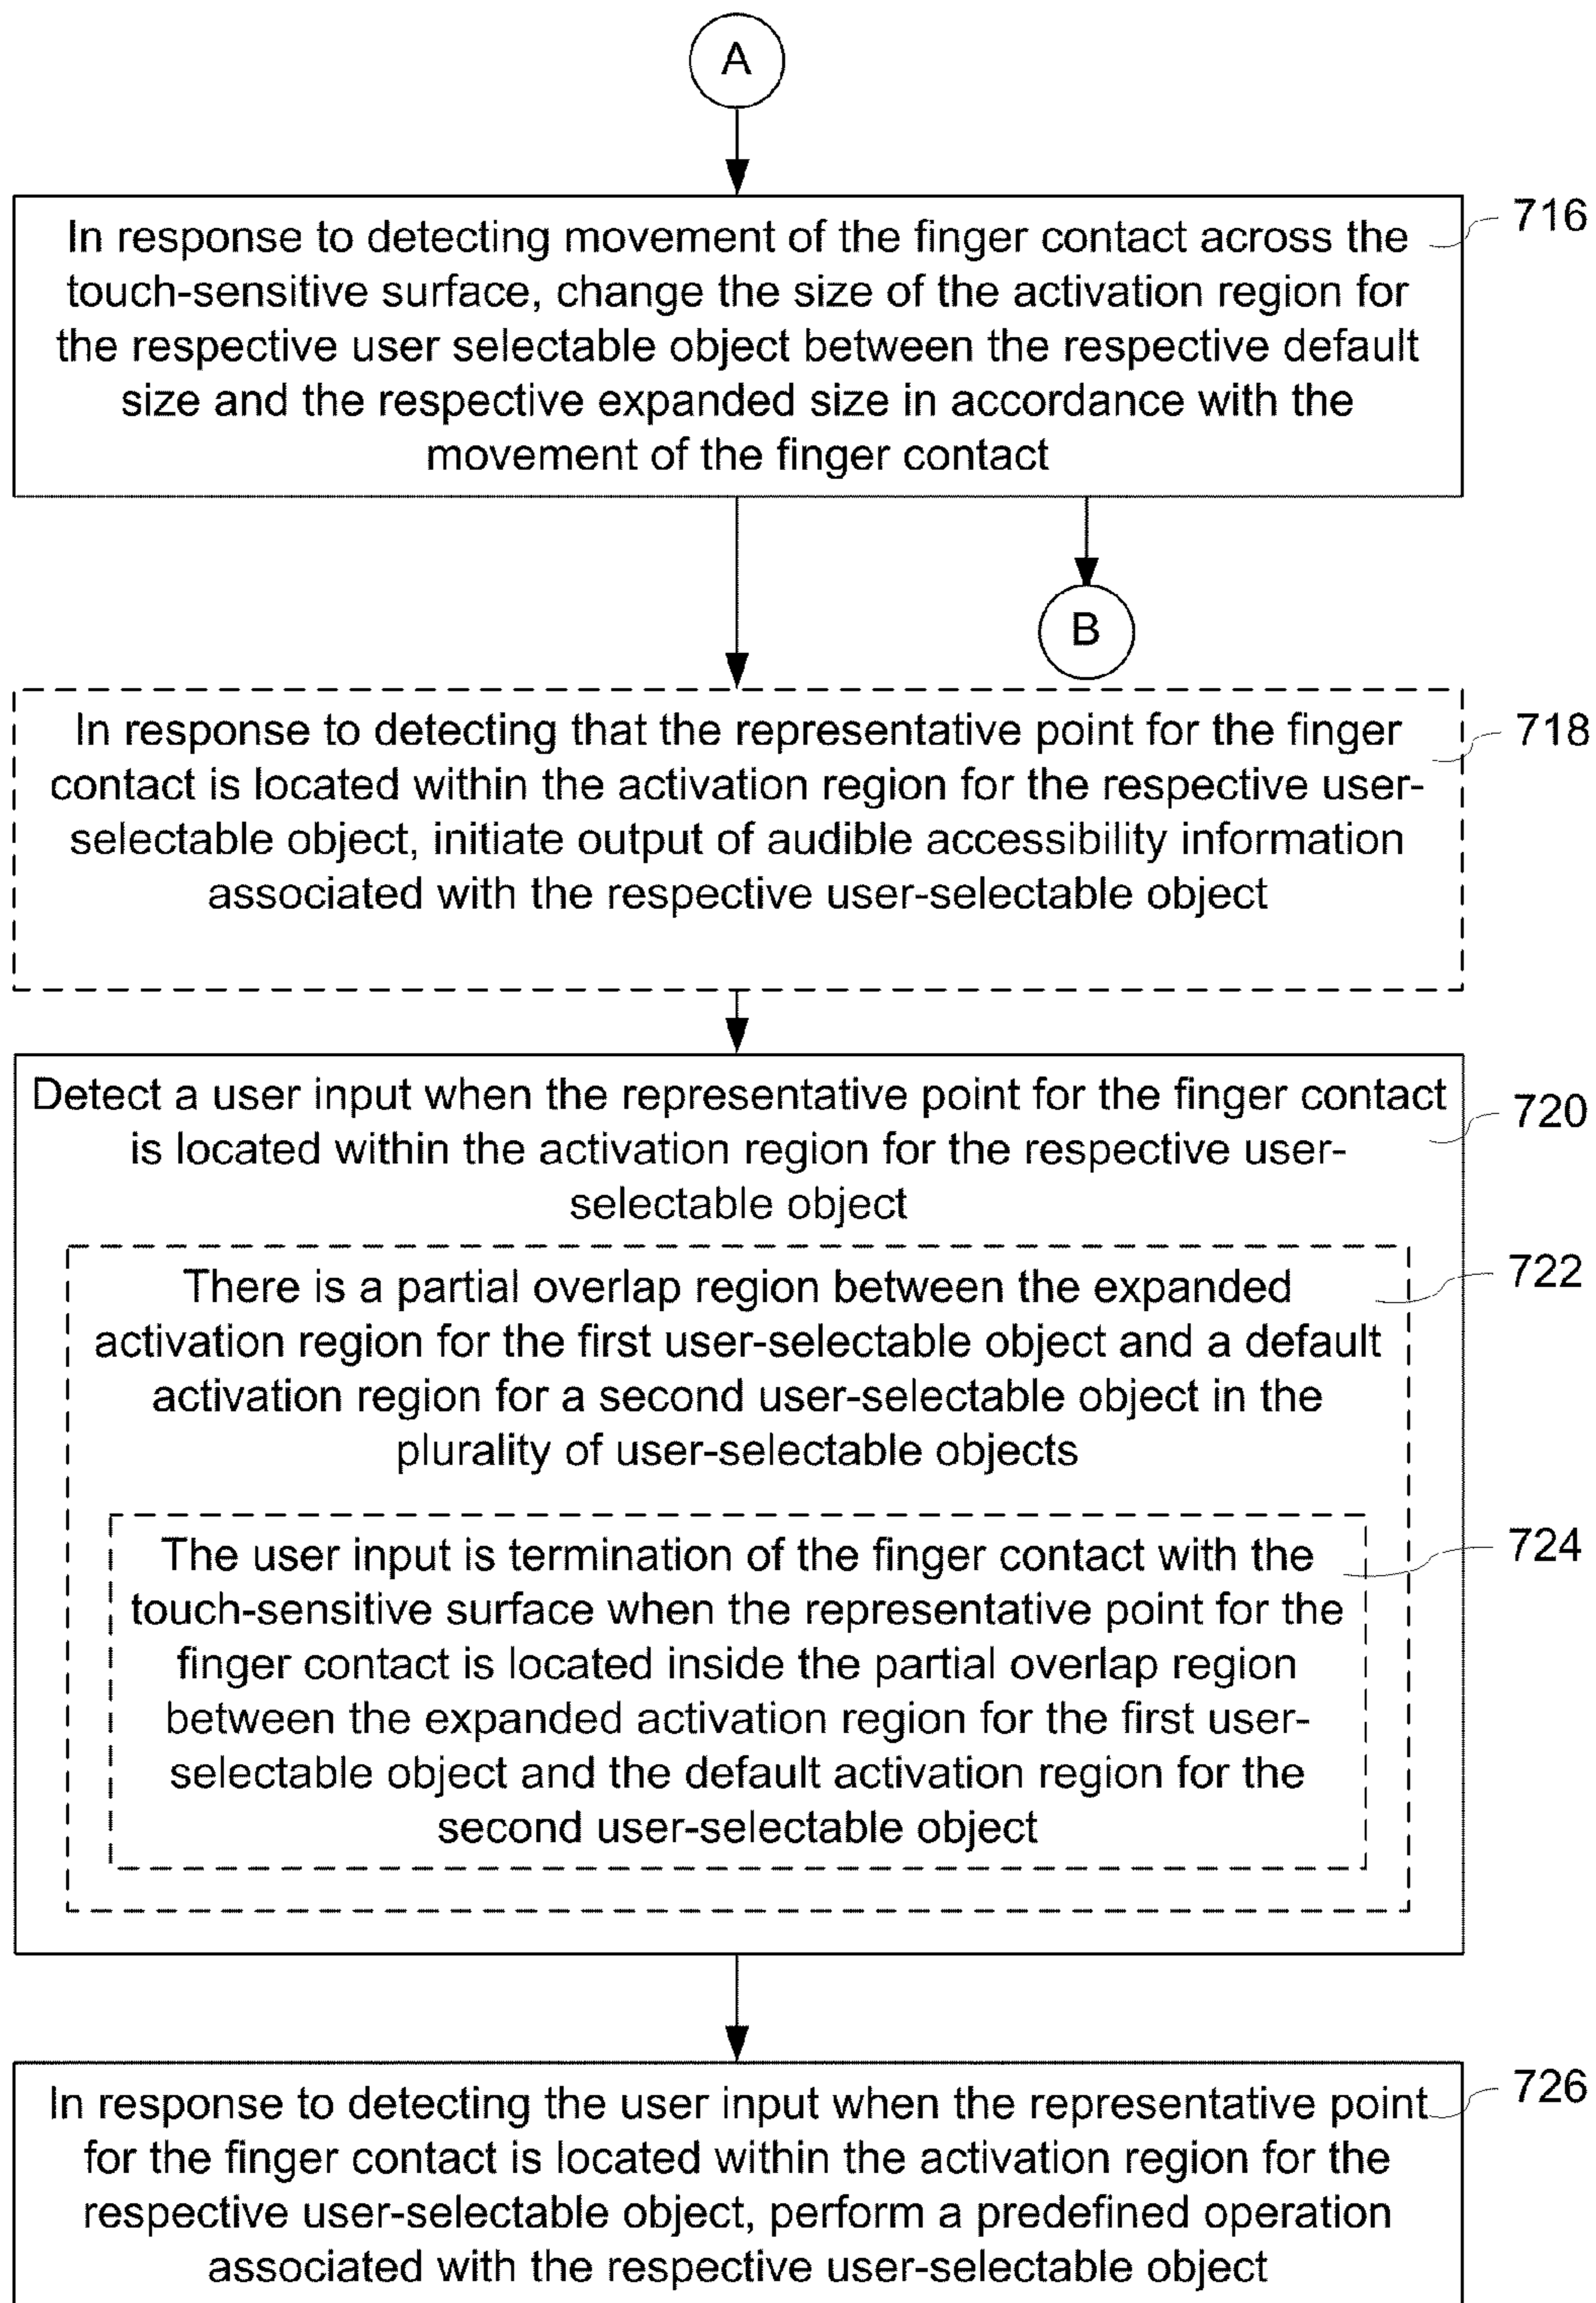 A
In response to detecting movement of the finger contact across the
touch-sensitive surface, change the size of the activation region for
the respective user selectable object between the respective default
size and the respective expanded size in accordance with the
movement of the finger contact
716
B
In response to detecting that the representative point for the finger
contact is located within the activation region for the respective user-
selectable object, initiate output of audible accessibility information
associated with the respective user-selectable object
718
Detect a user input when the representative point for the finger contact
is located within the activation region for the respective user-
selectable object
720
There is a partial overlap region between the expanded
activation region for the first user-selectable object and a default
activation region for a second user-selectable object in the
plurality of user-selectable objects
722
The user input is termination of the finger contact with the
touch-sensitive surface when the representative point for the
finger contact is located inside the partial overlap region
between the expanded activation region for the first user-
selectable object and the default activation region for the
second user-selectable object
724
In response to detecting the user input when the representative point
for the finger contact is located within the activation region for the
respective user-selectable object, perform a predefined operation
associated with the respective user-selectable object
726